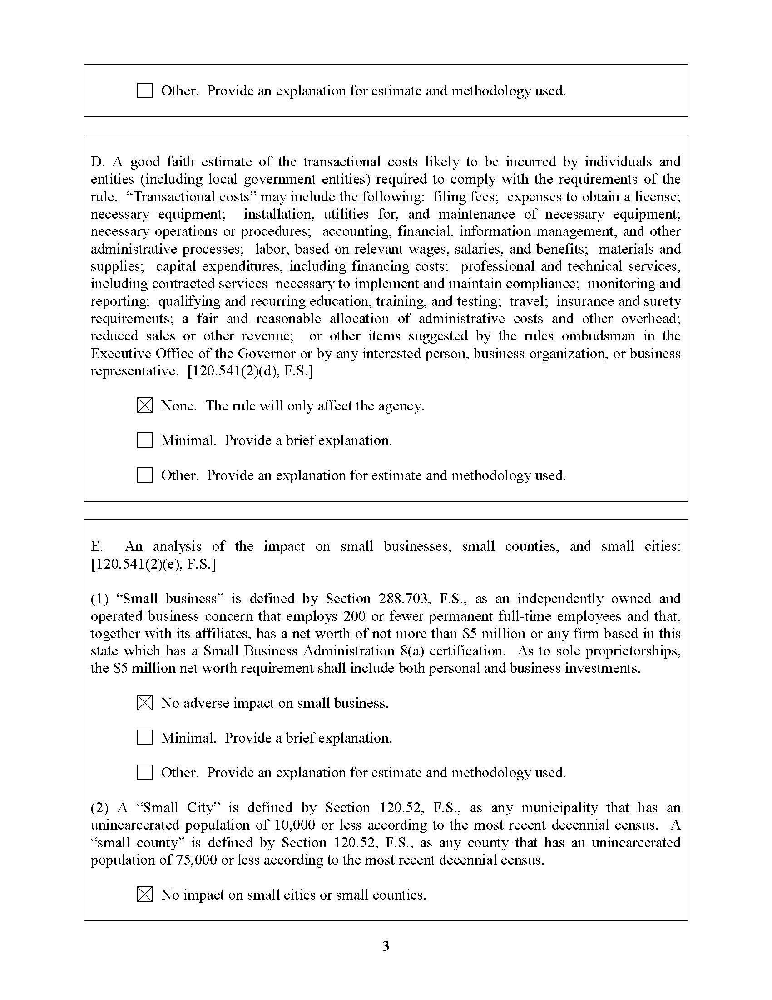 ☐ Other.  Provide an explanation for estimate and methodology used.
D. A good faith estimate of the transactional costs likely to be incurred by individuals and
entities (including local government entities) required to comply with the requirements of the
rule.  “Transactional costs” may include the following:  filing fees;  expenses to obtain a license;
necessary equipment;  installation, utilities for, and maintenance of necessary equipment;
necessary operations or procedures;  accounting, financial, information management, and other
administrative processes;  labor, based on relevant wages, salaries, and benefits;  materials and
supplies;  capital expenditures, including financing costs;  professional and technical services,
including contracted services  necessary to implement and maintain compliance;  monitoring and
reporting;  qualifying and recurring education, training, and testing;  travel;  insurance and surety
requirements; a fair and reasonable allocation of administrative costs and other overhead;
reduced sales or other revenue;  or other items suggested by the rules ombudsman in the
Executive Office of the Governor or by any interested person, business organization, or business
representative.  [120.541(2)(d), F.S.]
☒ None.  The rule will only affect the agency.
☐ Minimal.  Provide a brief explanation.
☐ Other.  Provide an explanation for estimate and methodology used.
E.  An analysis of the impact on small businesses, small counties, and small cities:
[120.541(2)(e), F.S.]
(1) “Small business” is defined by Section 288.703, F.S., as an independently owned and
operated business concern that employs 200 or fewer permanent full-time employees and that,
together with its affiliates, has a net worth of not more than $5 million or any firm based in this
state which has a Small Business Administration 8(a) certification.  As to sole proprietorships,
the $5 million net worth requirement shall include both personal and business investments.
☒ No adverse impact on small business.
☐ Minimal.  Provide a brief explanation.
☐ Other.  Provide an explanation for estimate and methodology used.
(2) A “Small City” is defined by Section 120.52, F.S., as any municipality that has an
unincarcerated population of 10,000 or less according to the most recent decennial census.  A
“small county” is defined by Section 120.52, F.S., as any county that has an unincarcerated
population of 75,000 or less according to the most recent decennial census.
☒ No impact on small cities or small counties.
3